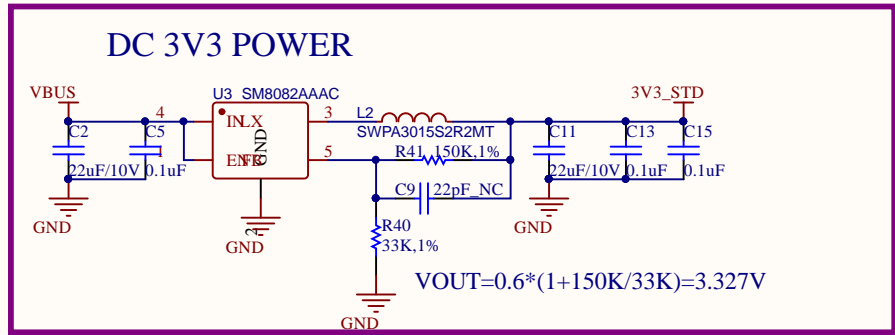 DC 3V3 POWER
VBUS
U3 SM8082AAAC
3V3_STD
4
IN
LX
3
L2
SWPA3015S2R2MT
C2
C5
1
EN
FB
GND
5
R41
150K,1%
C11
C13
C15
22uF/10V
0.1uF
C9
22pF_NC
22uF/10V
0.1uF
0.1uF
GND
2
GND
R40
33K,1%
GND
VOUT=0.6*(1+150K/33K)=3.327V
GND